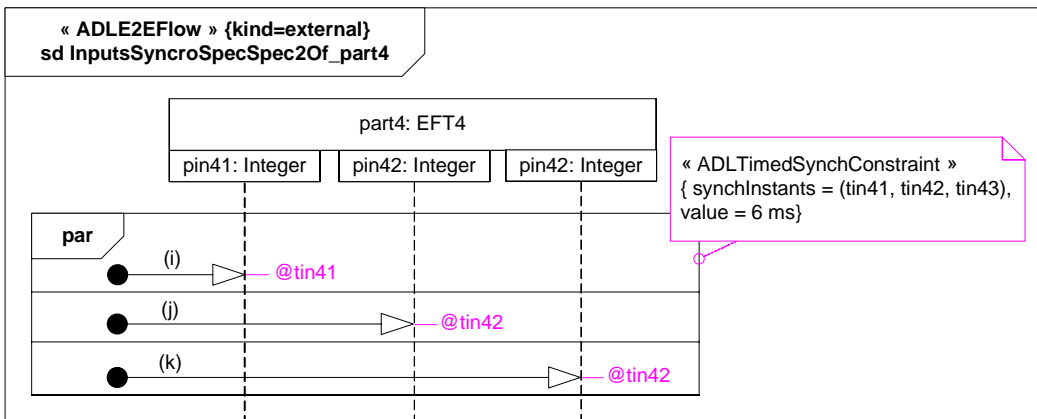 « ADLE2EFlow » {kind=external}
sd InputsSyncroSpecSpec2Of_part4
part4: EFT4
pin41: Integer
pin42: Integer
pin42: Integer
« ADLTimedSynchConstraint »
{ synchInstants = (tin41, tin42, tin43),
value = 6 ms}
par
(i)
@tin41
(j)
@tin42
(k)
@tin42